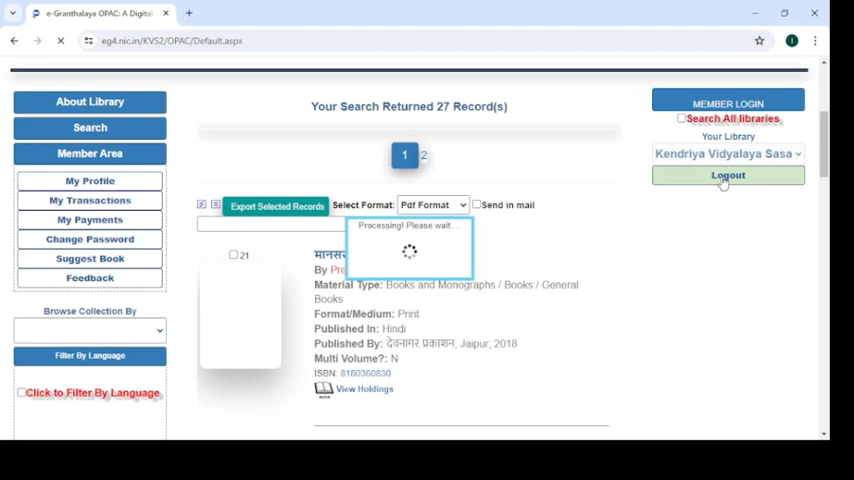 e-Granthalaya OPAC: A Digital
eg4.nic.in/KVS2/OPAC/Default.aspx
About Library
Search
Member Area
My Profile
My Transactions
My Payments
Change Password
Suggest Book
Feedback
Browse Collection By
Filter By Language
Click to Filter By Language
Your Search Returned 27 Record(s)
1 2
Export Selected Records Select Format: Pdf Format Send in mail
Processing! Please wait...
21
By Pre
Material Type: Books and Monographs / Books / General
Books
Format/Medium: Print
Published In: Hindi
Published By: देवनागर प्रकाशन, Jaipur, 2018
Multi Volume?: N
ISBN: 8180360830
View Holdings
MEMBER LOGIN
Search All libraries
Your Library
Kendriya Vidyalaya Sasa
Logout